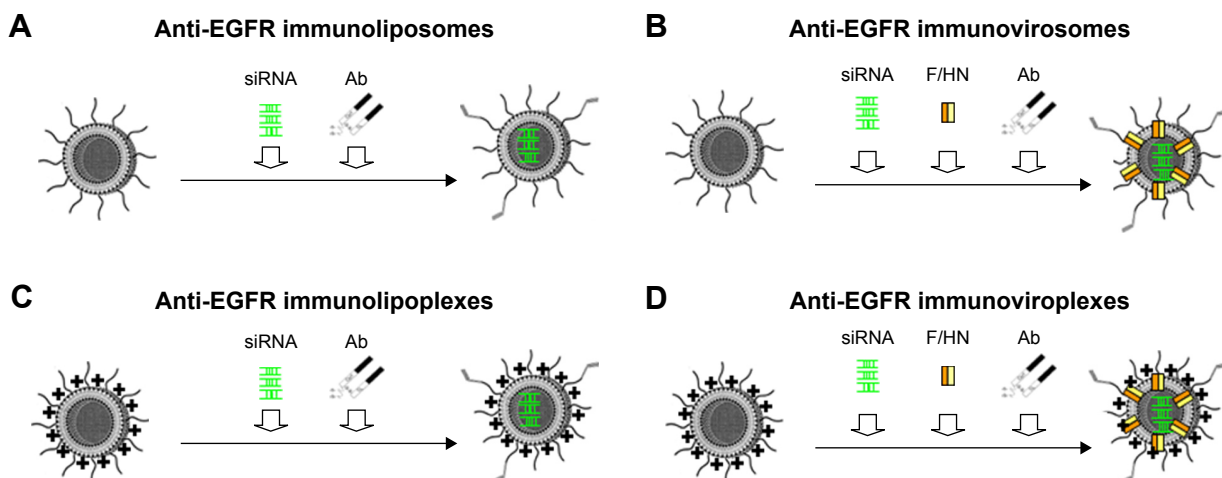 A
Anti-EGFR immunoliposomes
siRNA Ab
B
Anti-EGFR immunovirosomes
siRNA F/HN Ab
C
Anti-EGFR immunolipoplexes
siRNA Ab
D
Anti-EGFR immunoviroplexes
siRNA F/HN Ab